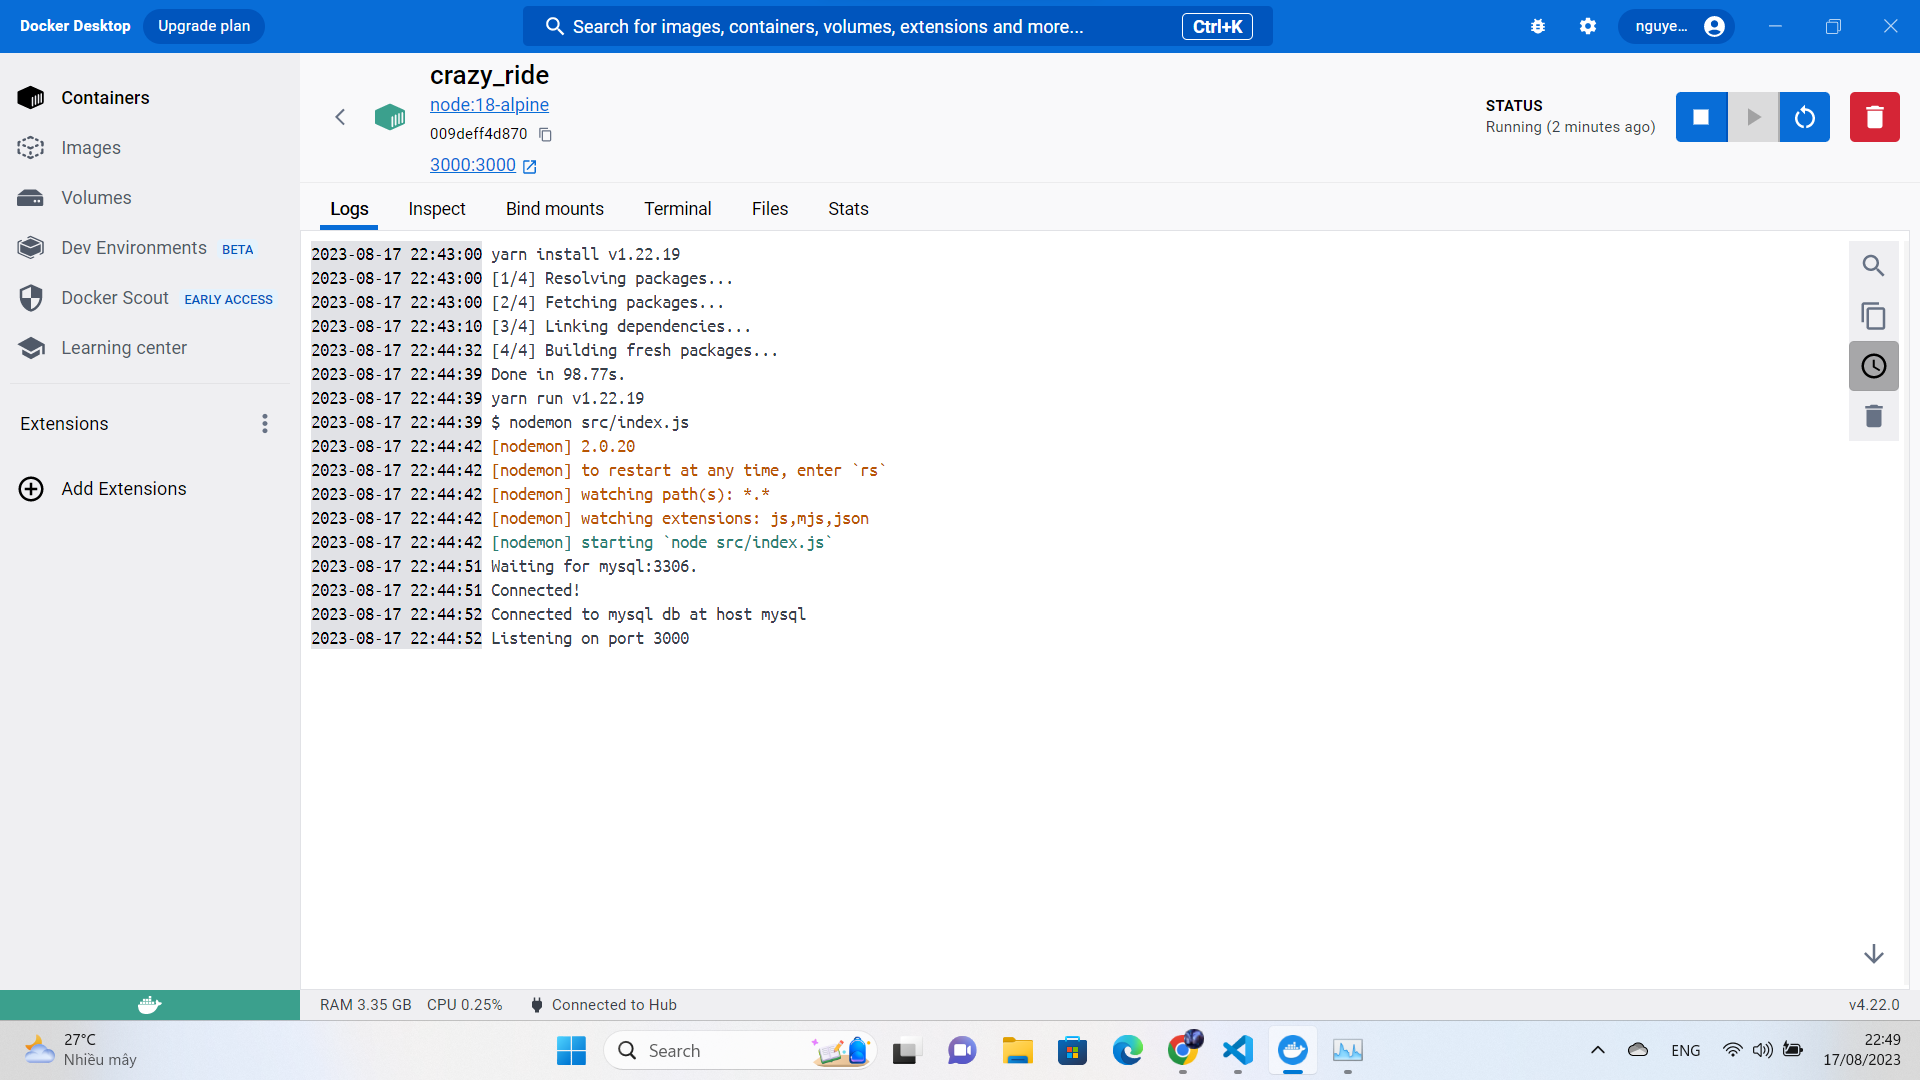 Docker Desktop
Upgrade plan
Search for images, containers, volumes, extensions and more...
Ctrl+K
nguye...
Containers
Images
Volumes
Dev Environments BETA
Docker Scout EARLY ACCESS
Learning center
Extensions
Add Extensions
crazy_ride
node:18-alpine
009deff4d870
3000:3000
STATUS
Running (2 minutes ago)
Logs
Inspect
Bind mounts
Terminal
Files
Stats
2023-08-17 22:43:00 yarn install v1.22.19
2023-08-17 22:43:00 [1/4] Resolving packages...
2023-08-17 22:43:00 [2/4] Fetching packages...
2023-08-17 22:43:10 [3/4] Linking dependencies...
2023-08-17 22:44:32 [4/4] Building fresh packages...
2023-08-17 22:44:39 Done in 98.77s.
2023-08-17 22:44:39 yarn run v1.22.19
2023-08-17 22:44:39 $ nodemon src/index.js
2023-08-17 22:44:42 [nodemon] 2.0.20
2023-08-17 22:44:42 [nodemon] to restart at any time, enter `rs`
2023-08-17 22:44:42 [nodemon] watching path(s): *.*
2023-08-17 22:44:42 [nodemon] watching extensions: js,mjs,json
2023-08-17 22:44:42 [nodemon] starting `node src/index.js`
2023-08-17 22:44:51 Waiting for mysql:3306.
2023-08-17 22:44:51 Connected!
2023-08-17 22:44:52 Connected to mysql db at host mysql
2023-08-17 22:44:52 Listening on port 3000
RAM 3.35 GB
CPU 0.25%
Connected to Hub
v4.22.0
27°C
Nhiều mây
Search
ENG
22:49
17/08/2023